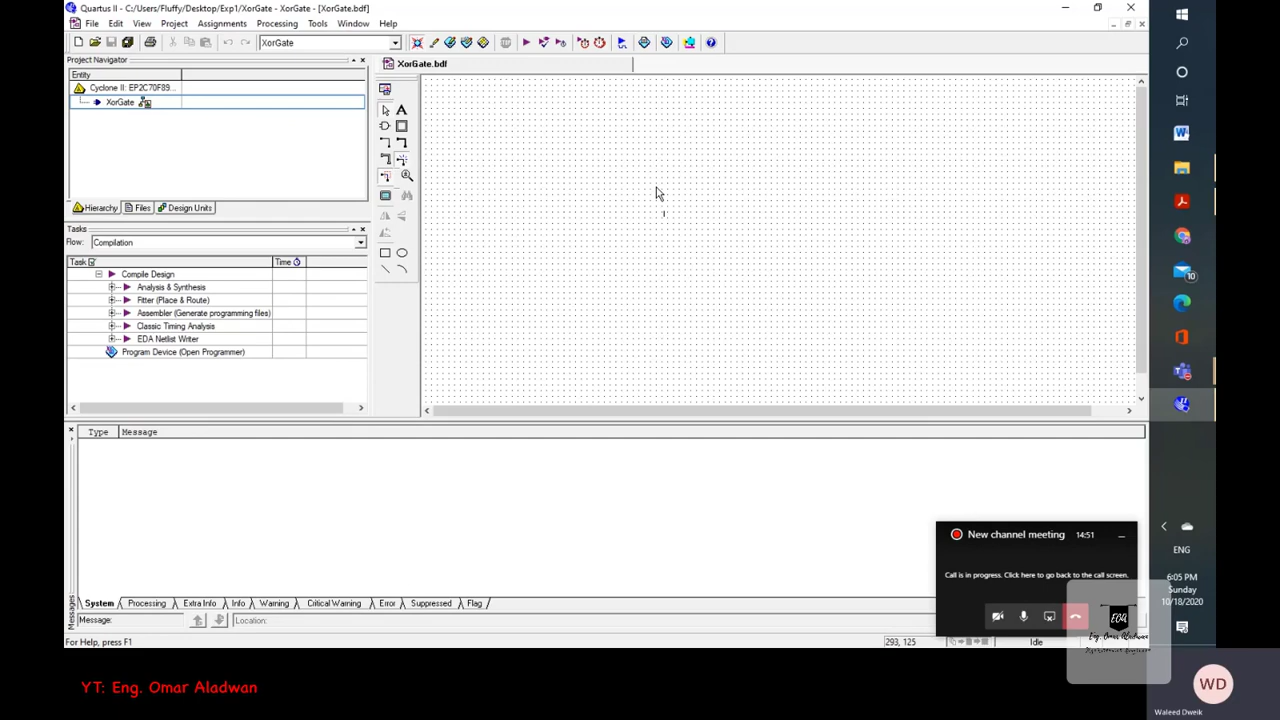 Quartus II - C:/Users/Fluffy/Desktop/Exp1/XorGate - XorGate - [XorGate.bdf]
File Edit View Project Assignments Processing Tools Window Help
XorGate
Project Navigator
XorGate.bdf
Entity
Cyclone II: EP2C70F89...
XorGate
A
Hierarchy Files Design Units
Tasks
Flow: Compilation
Task Time
Compile Design
Analysis & Synthesis
Fitter (Place & Route)
Assembler (Generate programming files)
Classic Timing Analysis
EDA Netlist Writer
Program Device (Open Programmer)
Type Message
New channel meeting 14:51
Call is in progress. Click here to go back to the call screen.
System Processing Extra Info Info Warning Critical Warning Error Suppressed Flag
Messages
Message: Location:
For Help, press F1
293, 125
Idle
10
ENG
6:05 PM
Sunday
10/18/2020
EOA
Eng. Omar Aladwan
YT: Eng. Omar Aladwan
WD
Waleed Dweik